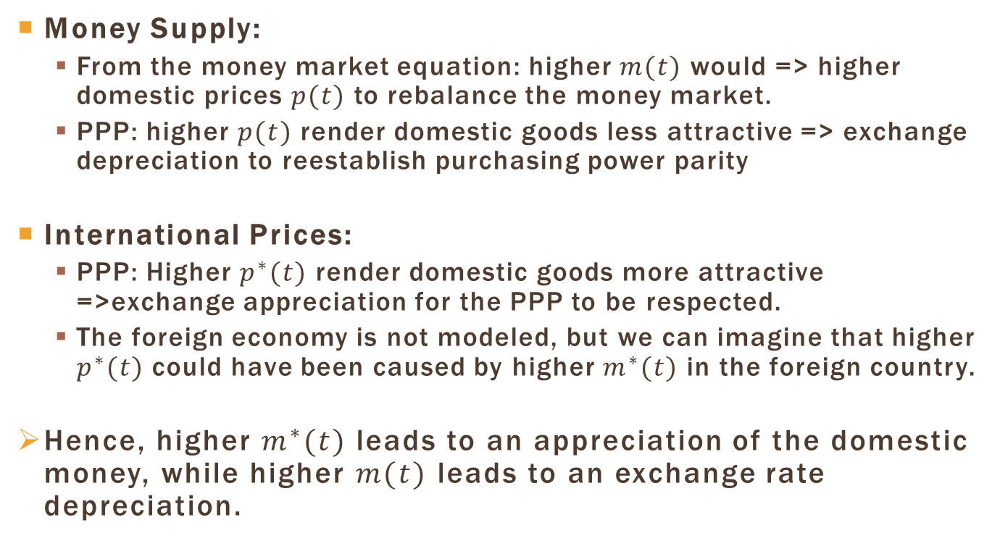 Money Supply:
From the money market equation: higher m(t) would => higher
domestic prices p(t) to rebalance the money market.
PPP: higher p(t) render domestic goods less attractive => exchange
depreciation to reestablish purchasing power parity
International Prices:
PPP: Higher p*(t) render domestic goods more attractive
=>exchange appreciation for the PPP to be respected.
The foreign economy is not modeled, but we can imagine that higher
p*(t) could have been caused by higher m*(t) in the foreign country.
Hence, higher m*(t) leads to an appreciation of the domestic
money, while higher m(t) leads to an exchange rate
depreciation.